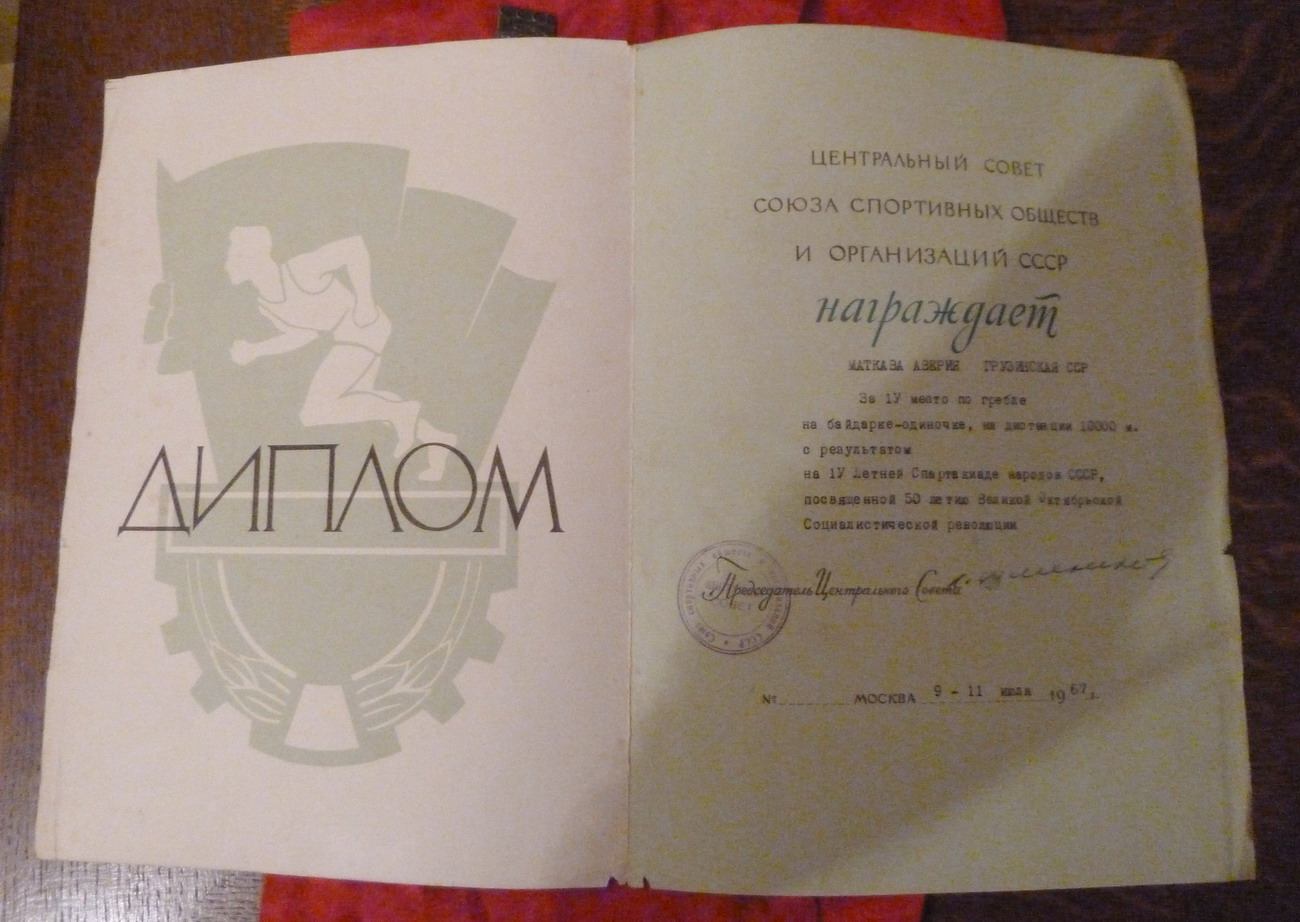 ДИПЛОМ
ЦЕНТРАЛЬНЫЙ СОВЕТ
СОЮЗА СПОРТИВНЫХ ОБЩЕСТВ
И ОРГАНИЗАЦИЙ СССР
награждает
МАТКАВА АВЕРИЯ ГРУЗИНСКАЯ ССР
За 1У место по гребле
на байдарке-одиночке, на дистанции 10000 м.
с результатом
на 1У Летней Спартакиаде народов СССР,
посвященной 50 летию Великой Октябрьской
Социалистической революции
Председатель Центрального Совета
№ МОСКВА 9 - 11 июля 1967 г.